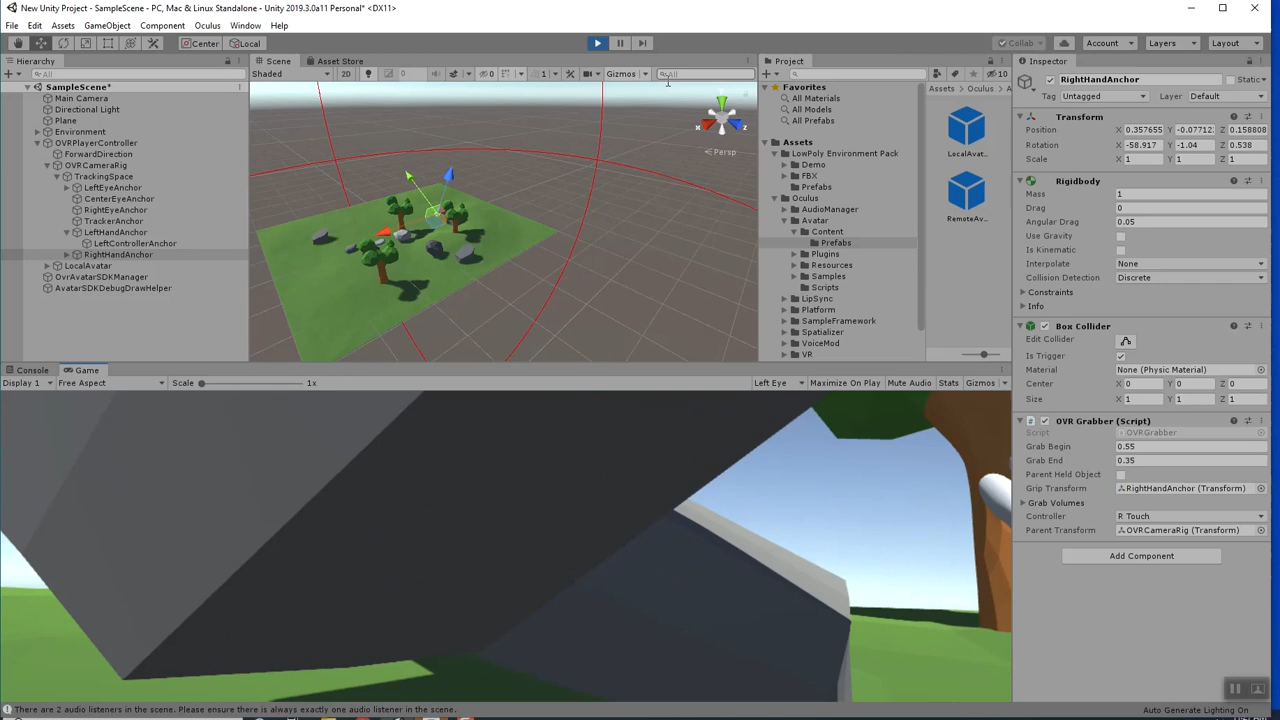 New Unity Project - SampleScene - PC, Mac & Linux Standalone - Unity 2019.3.0a11 Personal* <DX11>
File Edit Assets GameObject Component Oculus Window Help
Center Local Collab Account Layers Layout
Hierarchy
All
SampleScene*
Main Camera
Directional Light
Plane
Environment
OVRPlayerController
ForwardDirection
OVRCameraRig
TrackingSpace
LeftEyeAnchor
CenterEyeAnchor
RightEyeAnchor
TrackerAnchor
LeftHandAnchor
LeftControllerAnchor
RightHandAnchor
LocalAvatar
OvrAvatarSDKManager
AvatarSDKDebugDrawHelper
Scene Asset Store
Shaded 2D 0 0 1 Gizmos All
x z
Persp
Console Game
Display 1 Free Aspect Scale 1x Left Eye Maximize On Play Mute Audio Stats Gizmos
Project
10
Favorites
All Materials
All Models
All Prefabs
Assets
LowPoly Environment Pack
Demo
FBX
Prefabs
Oculus
AudioManager
Avatar
Content
Prefabs
Plugins
Resources
Samples
Scripts
LipSync
Platform
SampleFramework
Spatializer
VoiceMod
VR
Assets Oculus A
LocalAvat..
RemoteAv..
Inspector
RightHandAnchor Static
Tag Untagged Layer Default
Transform
Position X 0.357655 Y -0.07712: Z 0.158808
Rotation X -58.917 Y -1.04 Z 0.538
Scale X 1 Y 1 Z 1
Rigidbody
Mass 1
Drag 0
Angular Drag 0.05
Use Gravity
Is Kinematic
Interpolate None
Collision Detection Discrete
Constraints
Info
Box Collider
Edit Collider
Is Trigger
Material None (Physic Material)
Center X 0 Y 0 Z 0
Size X 1 Y 1 Z 1
OVR Grabber (Script)
Script OVRGrabber
Grab Begin 0.55
Grab End 0.35
Parent Held Object
Grip Transform RightHandAnchor (Transform)
Grab Volumes
Controller R Touch
Parent Transform OVRCameraRig (Transform)
Add Component
There are 2 audio listeners in the scene. Please ensure there is always exactly one audio listener in the scene.
Auto Generate Lighting On